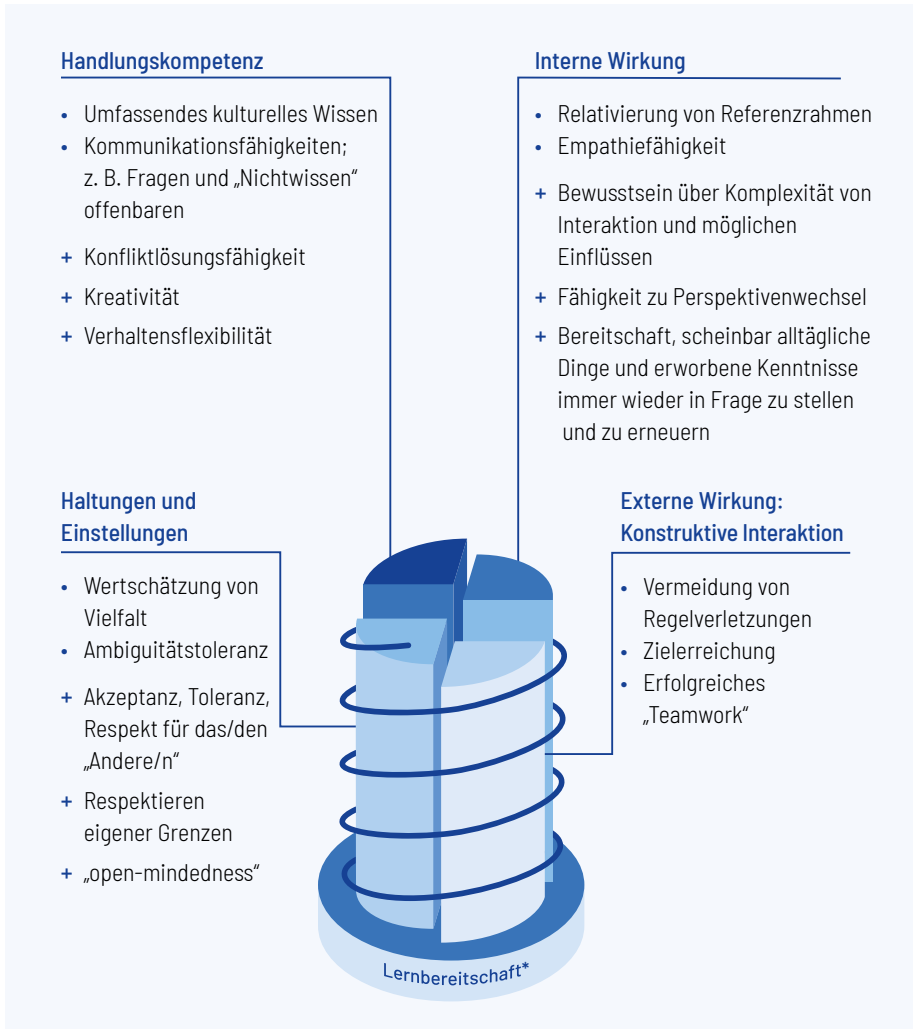 Handlungskompetenz
• Umfassendes kulturelles Wissen
• Kommunikationsfähigkeiten;
z. B. Fragen und „Nichtwissen“
offenbaren
+ Konfliktlösungsfähigkeit
+ Kreativität
+ Verhaltensflexibilität
Interne Wirkung
• Relativierung von Referenzrahmen
• Empathiefähigkeit
+ Bewusstsein über Komplexität von
Interaktion und möglichen
Einflüssen
+ Fähigkeit zu Perspektivenwechsel
+ Bereitschaft, scheinbar alltägliche
Dinge und erworbene Kenntnisse
immer wieder in Frage zu stellen
und zu erneuern
Haltungen und
Einstellungen
• Wertschätzung von
Vielfalt
• Ambiguitätstoleranz
+ Akzeptanz, Toleranz,
Respekt für das/den
„Andere/n“
+ Respektieren
eigener Grenzen
+ „open-mindedness“
Externe Wirkung:
Konstruktive Interaktion
• Vermeidung von
Regelverletzungen
• Zielerreichung
• Erfolgreiches
„Teamwork“
Lernbereitschaft*